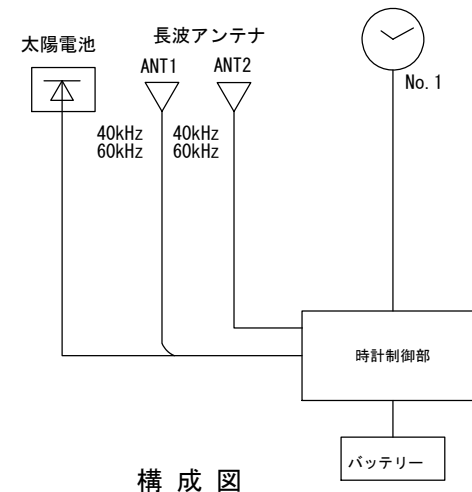 太陽電池
長波アンテナ
ANT1
ANT2
No.1
40kHz
60kHz
40kHz
60kHz
時計制御部
バッテリー
構成図